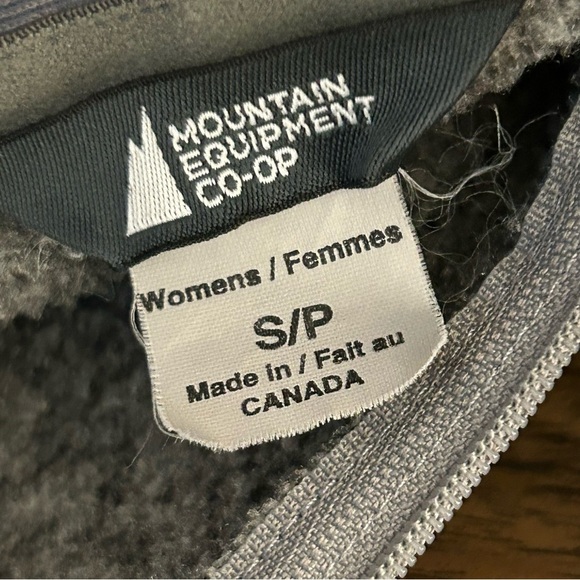 MOUNTAIN
EQUIPMENT
CO-OP
Womens / Femmes
S/P
Made in / Fait au
CANADA